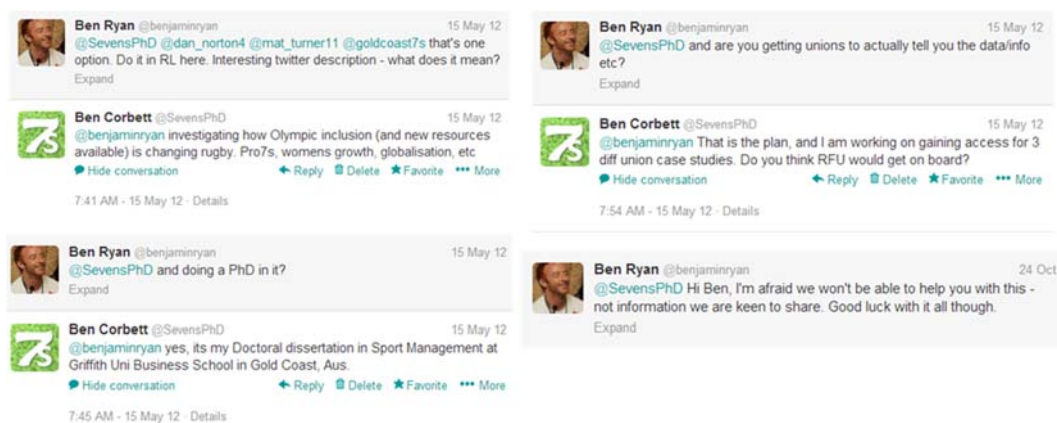 Ben Ryan @benjaminryan 15 May 12
@SevensPhD @dan_norton4 @mat_turner11 @goldcoast7s that's one
option. Do it in RL here. Interesting twitter description - what does it mean?
Expand
Ben Corbett @SevensPhD 15 May 12
@benjaminryan investigating how Olympic inclusion (and new resources
available) is changing rugby. Pro7s, womens growth, globalisation, etc
Hide conversation Reply Delete Favorite More
7:41 AM - 15 May 12 · Details
Ben Ryan @benjaminryan 15 May 12
@SevensPhD and doing a PhD in it?
Expand
Ben Corbett @SevensPhD 15 May 12
@benjaminryan yes, its my Doctoral dissertation in Sport Management at
Griffith Uni Business School in Gold Coast, Aus.
Hide conversation Reply Delete Favorite More
7:45 AM - 15 May 12 · Details
Ben Ryan @benjaminryan 15 May 12
@SevensPhD and are you getting unions to actually tell you the data/info
etc?
Expand
Ben Corbett @SevensPhD 15 May 12
@benjaminryan That is the plan, and I am working on gaining access for 3
diff union case studies. Do you think RFU would get on board?
Hide conversation Reply Delete Favorite More
7:54 AM - 15 May 12 · Details
Ben Ryan @benjaminryan 24 Oct
@SevensPhD Hi Ben, I'm afraid we won't be able to help you with this -
not information we are keen to share. Good luck with it all though.
Expand